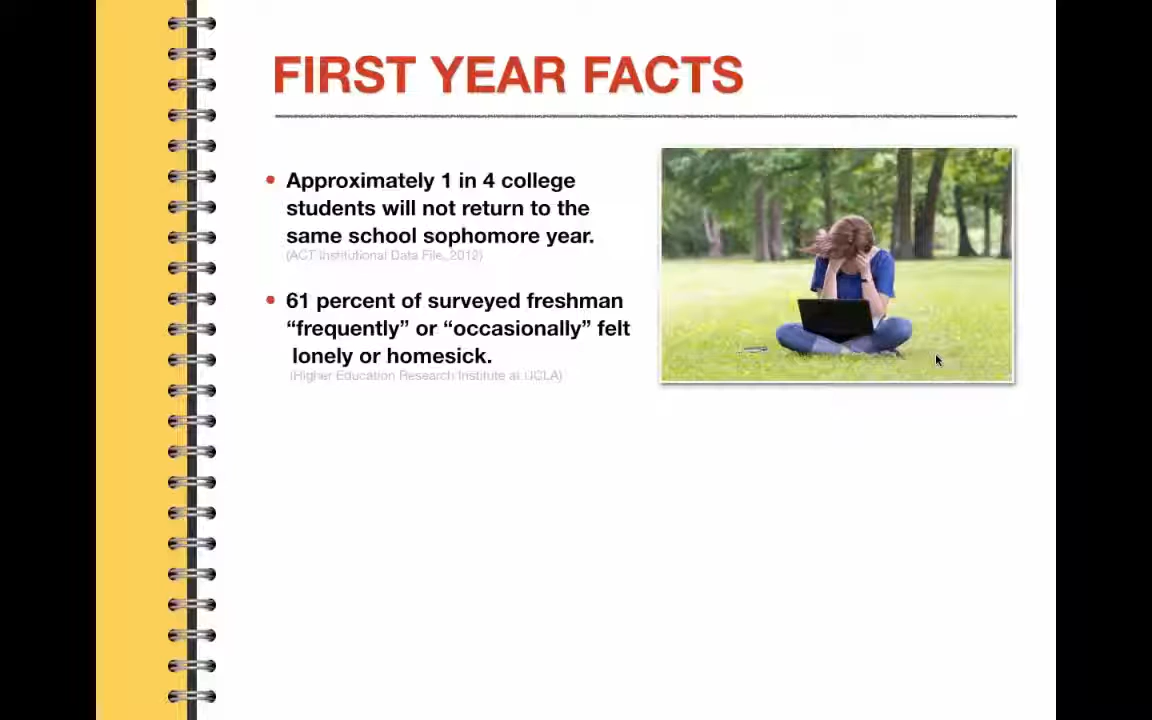 FIRST YEAR FACTS
• Approximately 1 in 4 college
students will not return to the
same school sophomore year.
(ACT Institutional Data File, 2012)
• 61 percent of surveyed freshman
“frequently” or “occasionally” felt
lonely or homesick.
(Higher Education Research Institute at UCLA)